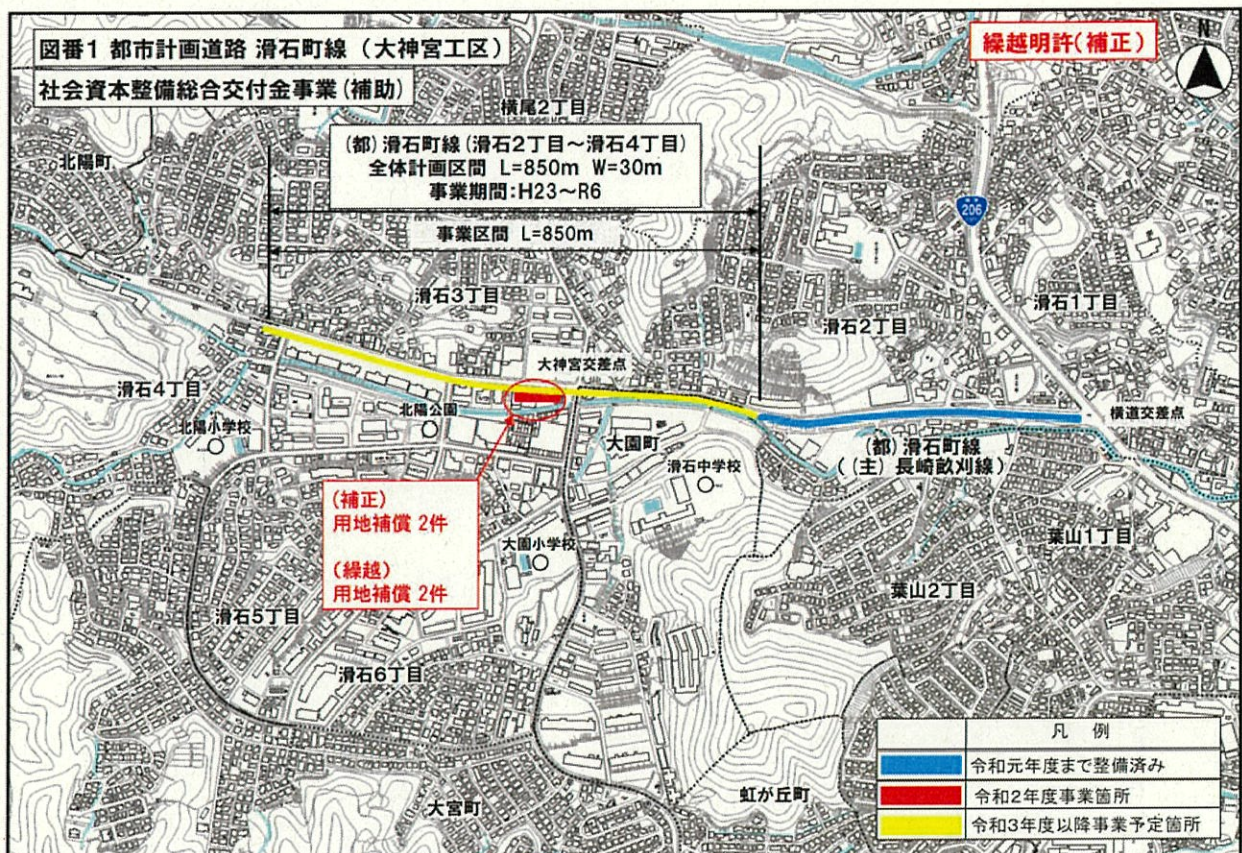 図番1 都市計画道路 滑石町線 (大神宮工区)
社会資本整備総合交付金事業(補助)
繰越明許(補正)
N
横尾2丁目
北陽町
(都)滑石町線(滑石2丁目～滑石4丁目)
全体計画区間 L=850m W=30m
事業期間:H23～R6
事業区間 L=850m
206
滑石3丁目
滑石2丁目
滑石1丁目
大神宮交差点
滑石4丁目
北陽公園
北陽小学校
横道交差点
大園町
(都)滑石町線
((主)長崎畝刈線)
滑石中学校
(補正)
用地補償 2件
(繰越)
用地補償 2件
大園小学校
葉山1丁目
葉山2丁目
滑石5丁目
滑石6丁目
大宮町
虹が丘町
凡 例
令和元年度まで整備済み
令和2年度事業箇所
令和3年度以降事業予定箇所